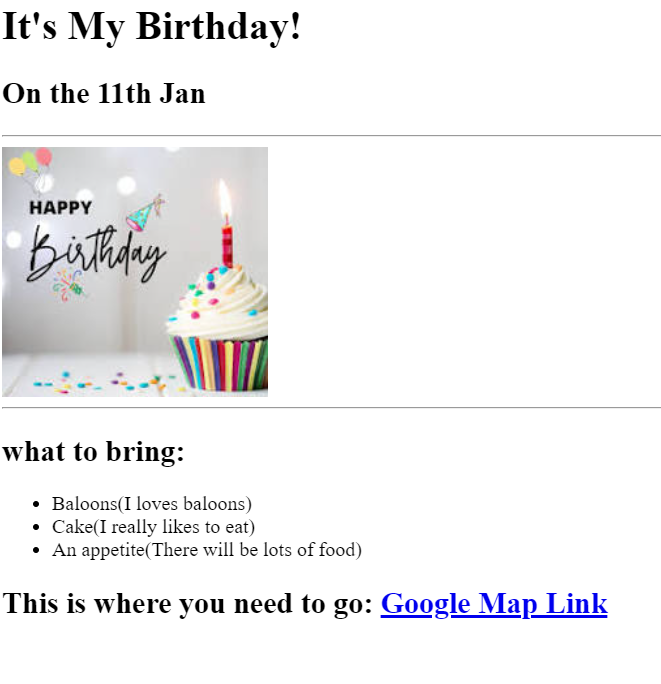 It's My Birthday!
On the 11th Jan
HAPPY
Birthday
what to bring:
Baloons(I loves baloons)
Cake(I really likes to eat)
An appetite(There will be lots of food)
This is where you need to go: Google Map Link